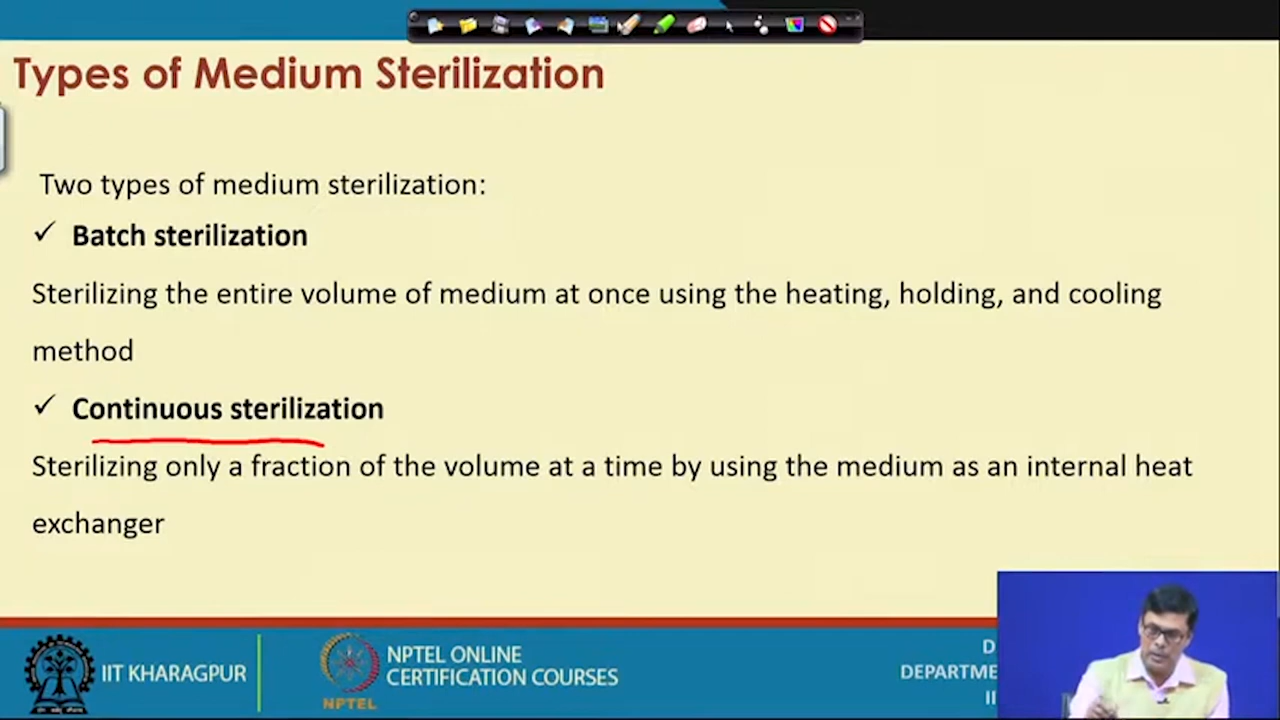 Types of Medium Sterilization
Two types of medium sterilization:
✓ Batch sterilization
Sterilizing the entire volume of medium at once using the heating, holding, and cooling
method
✓ Continuous sterilization
Sterilizing only a fraction of the volume at a time by using the medium as an internal heat
exchanger
IIT KHARAGPUR
NPTEL
NPTEL ONLINE
CERTIFICATION COURSES
D
DEPARTME
II